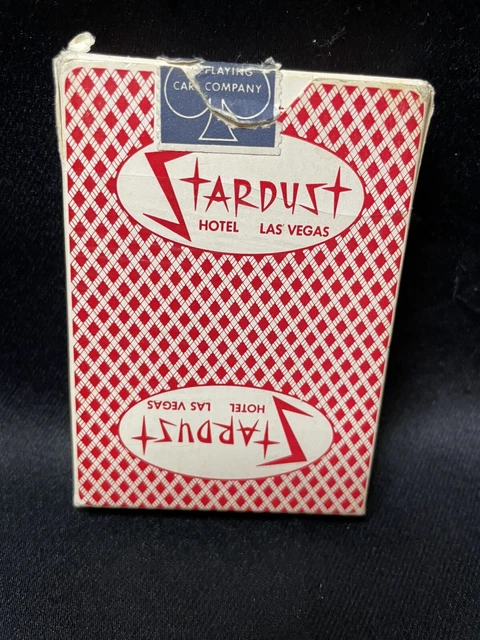 PLAYING
CARD COMPANY
STARDUST
HOTEL LAS VEGAS
STARDUST
HOTEL LAS VEGAS